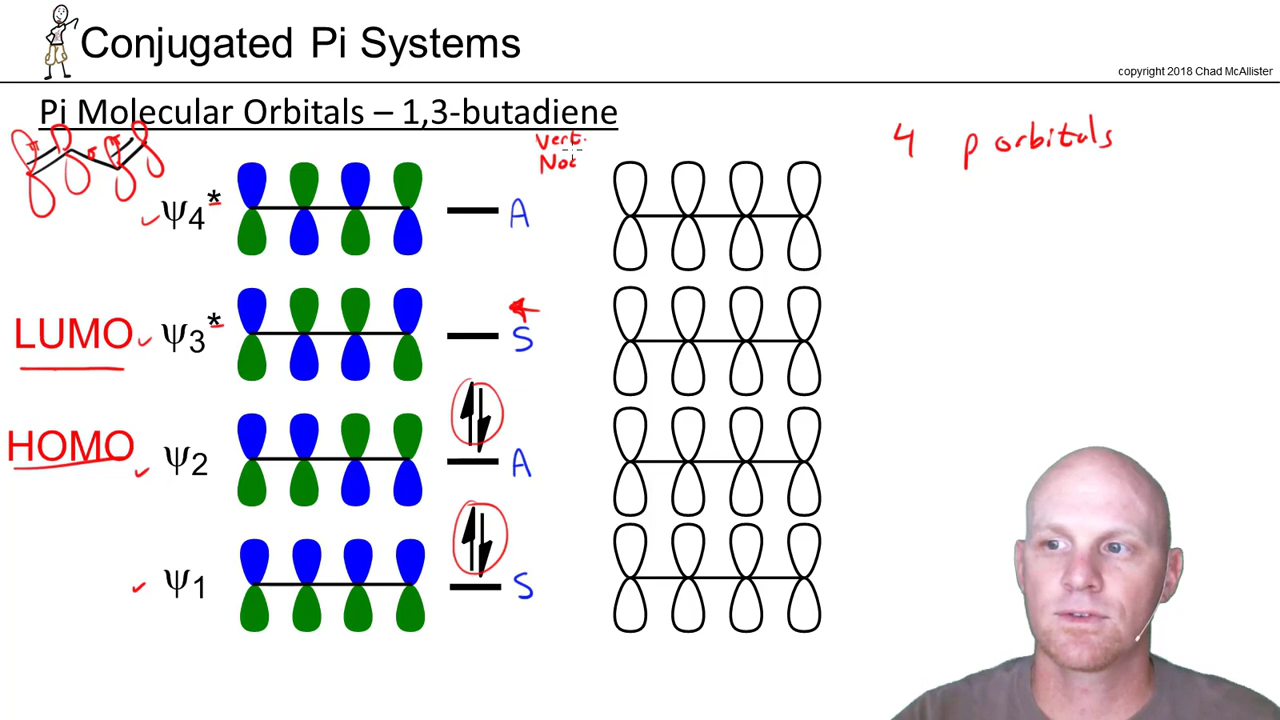 Conjugated Pi Systems
copyright 2018 Chad McAllister
Pi Molecular Orbitals – 1,3-butadiene
4 p orbitals
Vert.
Nod
π σ π
ψ4* A
LUMO ψ3* S
HOMO ψ2 A
ψ1 S